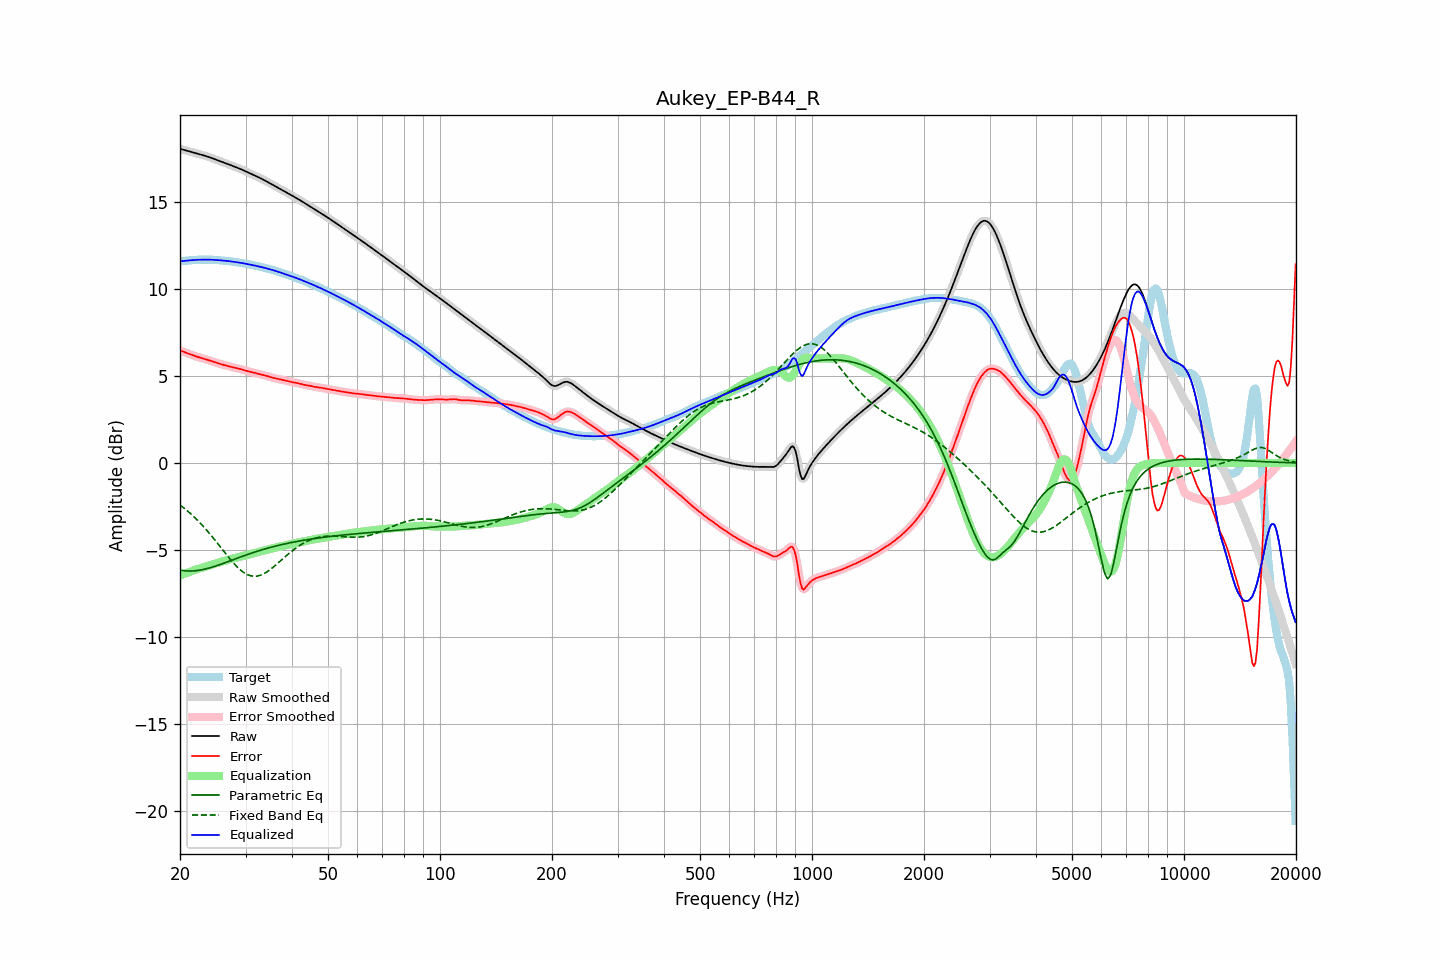 Aukey_EP-B44_R
Amplitude (dBr)
15
10
5
0
−5
−10
−15
−20
Target
Raw Smoothed
Error Smoothed
Raw
Error
Equalization
Parametric Eq
Fixed Band Eq
Equalized
20 50 100 200 500 1000 2000 5000 10000 20000
Frequency (Hz)